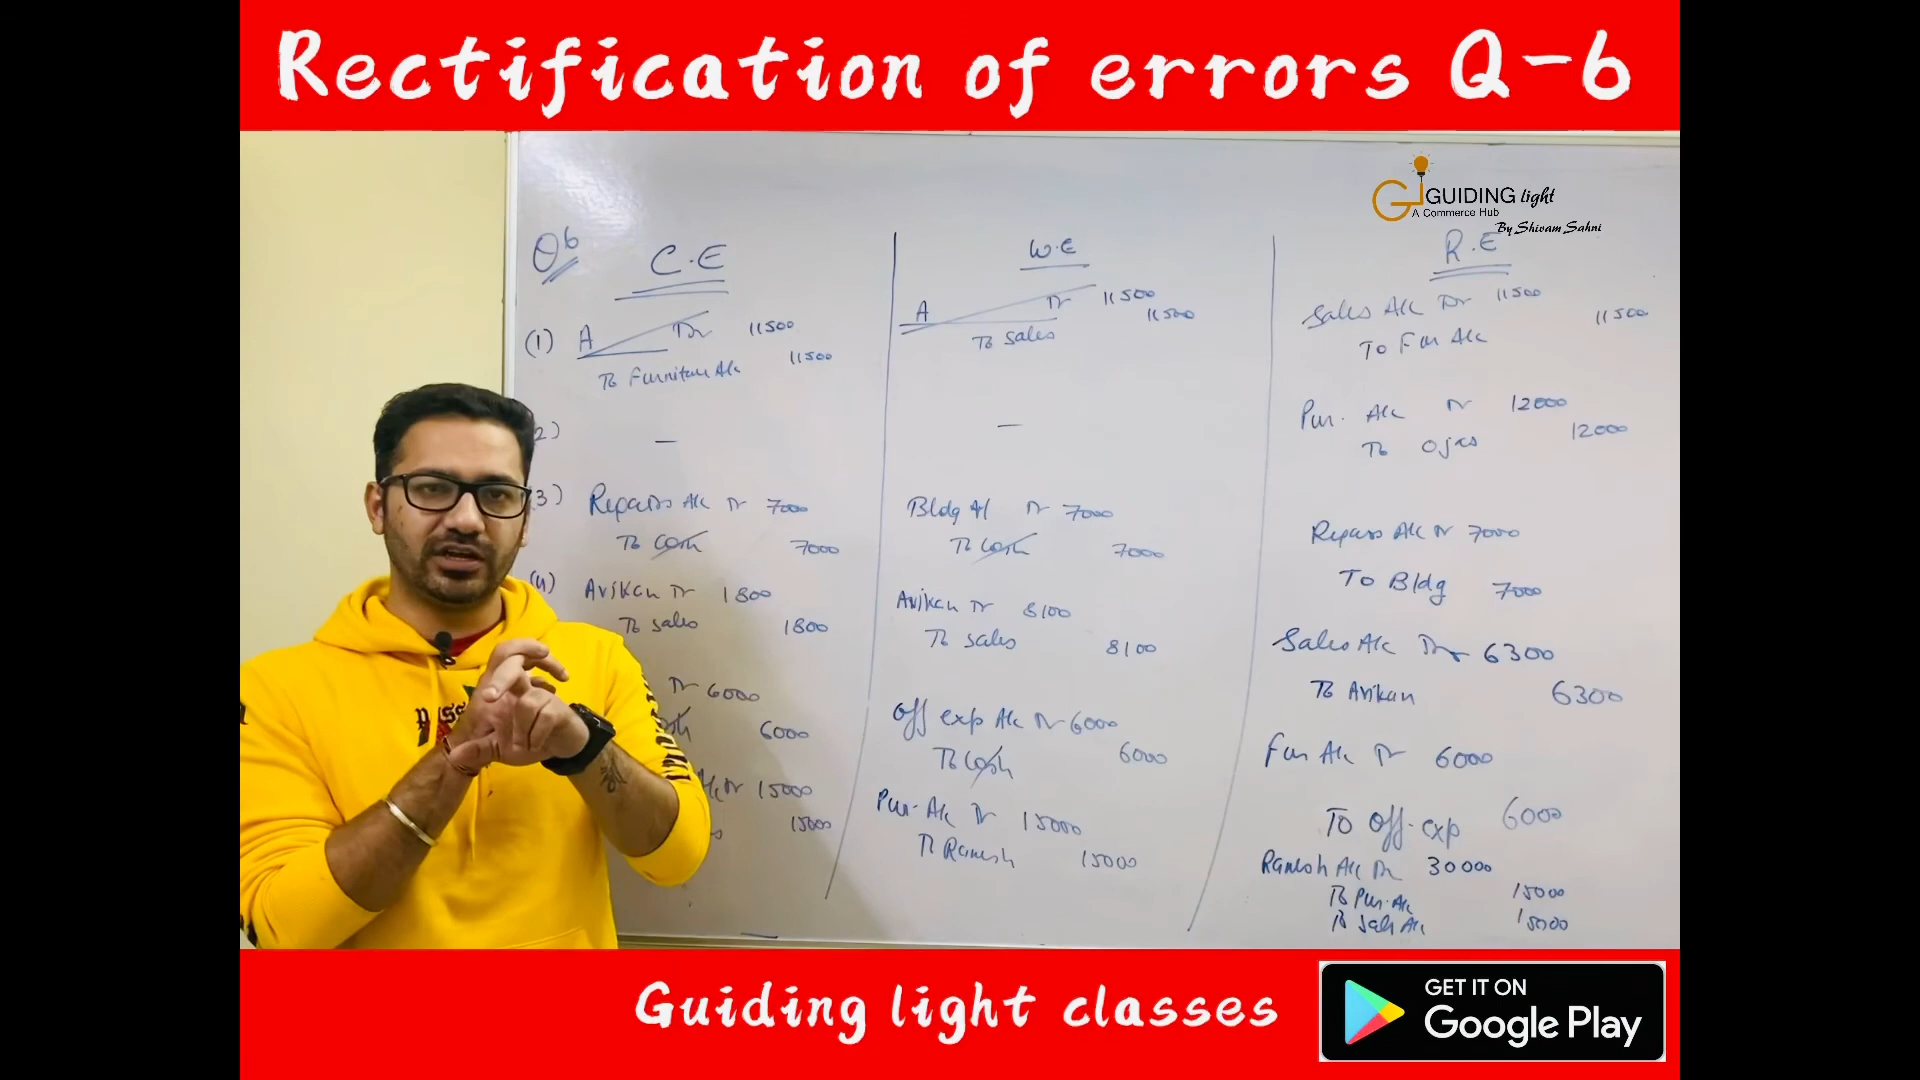 Rectification of errors Q-6
GUIDING light
A Commerce Hub
By Shivam Sahni
Q6
C.E
W.E
R.E
(1) A Dr 11500
To Furniture A/c 11500
A Dr 11500
To Sales 11500
Sales A/c Dr 11500
To Fur A/c 11500
2) —
—
Pur. A/c Dr 12000
To Ojas 12000
3) Repairs A/c Dr 7000
To Cash 7000
Bldg A/c Dr 7000
To Cash 7000
Repairs A/c Dr 7000
To Bldg 7000
(4) Avikan Dr 1800
To Sales 1800
Avikan Dr 8100
To Sales 8100
Sales A/c Dr 6300
To Avikan 6300
Dr 6000
6000
Off exp A/c Dr 6000
To Cash 6000
Fur A/c Dr 6000
To Off. exp 6000
A/c Dr 15000
15000
Pur. A/c Dr 15000
To Ramesh 15000
Ramesh A/c Dr 30000
To Pur. A/c 15000
To Sales A/c 15000
Guiding light classes
GET IT ON
Google Play